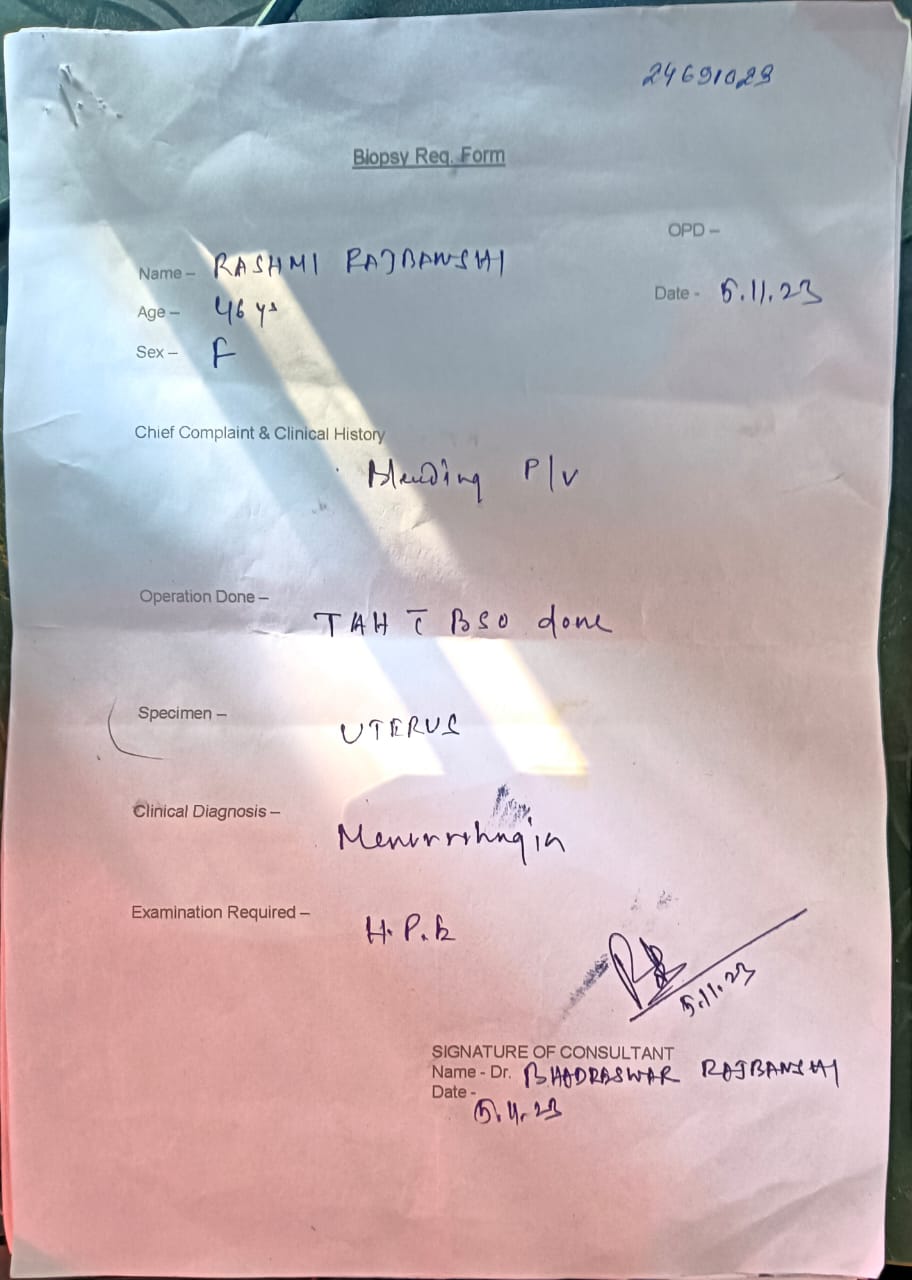 24691029
Biopsy Req. Form
OPD –
Name – RASHMI RAJBANSHI
Date - 5.11.23
Age – 46 ys
Sex – F
Chief Complaint & Clinical History
Bleeding P/v
Operation Done –
TAH c̄ BSO done
Specimen –
UTERUS
Clinical Diagnosis –
Menorrhagia
Examination Required –
H.P.E
5.11.23
SIGNATURE OF CONSULTANT
Name - Dr. BHADRASWAR RAJBANSHI
Date -
5.11.23